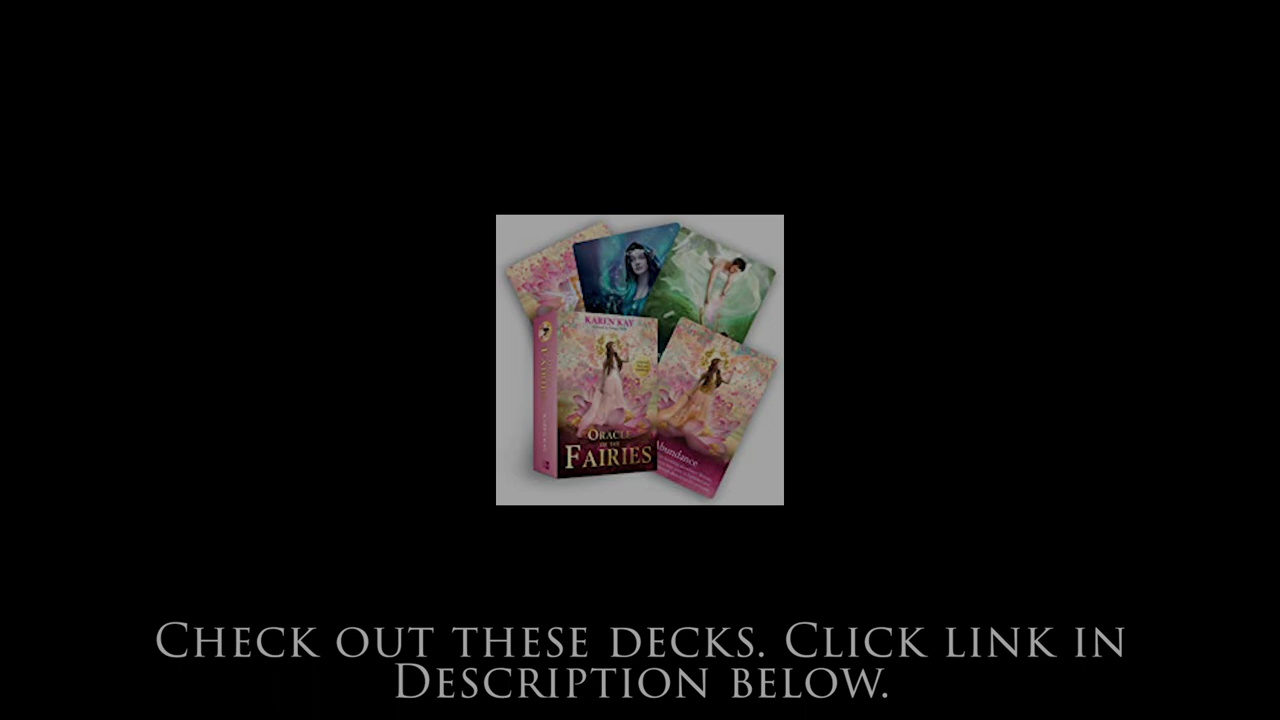 KAREN KAY
ORACLE
OF THE
FAIRIES
Abundance
CHECK OUT THESE DECKS. CLICK LINK IN
DESCRIPTION BELOW.